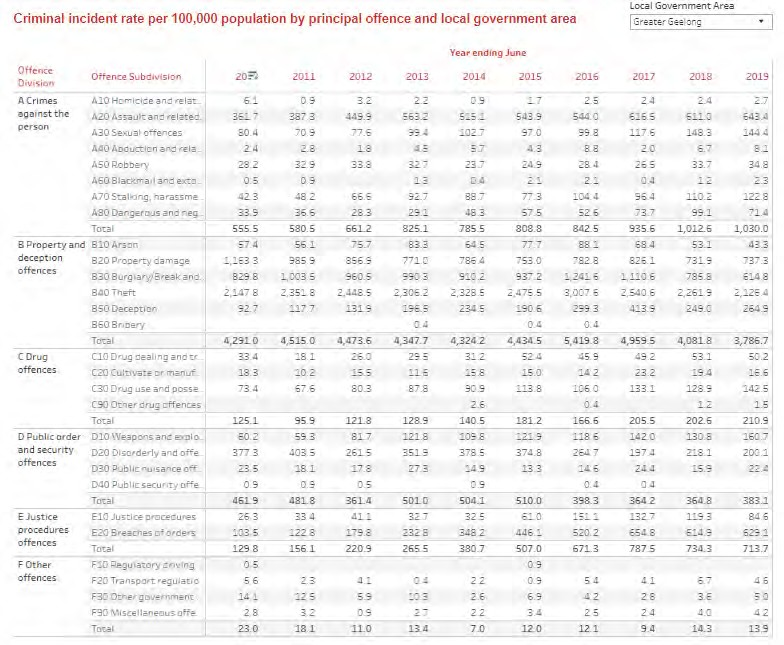 Criminal incident rate per 100,000 population by principal offence and local government area
Local Government Area
Greater Geelong
Year ending June
Offence Division Offence Subdivision 2011 2012 2013 2014 2015 2016 2017 2018 2019
A Crimes against the person
A10 Homicide and relat.. 6.1 0.9 3.2 2.2 0.9 1.7 2.5 2.4 2.4 2.7
A20 Assault and related.. 387.3 449.9 563.2 515.1 543.9 544.0 616.5 611.0 643.4
A30 Sexual offences 80.4 70.9 77.6 99.4 102.7 97.0 99.8 117.6 148.3 144.4
A40 Abduction and rela.. 2.4 2.8 1.8 4.3 8.8 2.0 6.7 8.1
A50 Robbery 28.2 32.9 33.8 32.7 23.7 24.9 28.4 26.5 33.7 34.8
A60 Blackmail and exto.. 0.5 0.9 1.3 0.4 2.1 2.1 0.4 1.2 2.3
A70 Stalking, harassme.. 42.3 48.2 66.6 92.7 88.7 77.3 104.4 96.4 110.2 122.8
A80 Dangerous and neg.. 33.9 36.6 28.3 29.1 48.3 57.5 52.6 73.7 99.1 71.4
Total 555.5 580.5 661.2 825.1 785.5 808.8 842.5 935.6 1,012.6 1,030.0
B Property and deception offences
B10 Arson 57.4 56.1 75.7 83.3 64.5 77.7 88.1 68.4 53.1 43.3
B20 Property damage 1,163.3 985.9 856.9 771.0 786.4 753.0 782.8 826.1 731.9 737.3
B30 Burglary/Break and.. 829.8 1,003.5 960.5 990.3 910.2 937.2 1,241.6 1,110.6 785.8 614.8
B40 Theft 2,147.8 2,351.8 2,448.5 2,306.2 2,328.5 2,475.5 3,007.6 2,540.6 2,261.9 2,126.4
B50 Deception 92.7 117.7 131.9 196.5 234.5 190.6 299.3 413.9 249.0 264.9
B60 Bribery 0.4 0.4 0.4
Total 4,291.0 4,515.0 4,473.6 4,347.7 4,324.2 4,434.5 5,419.8 4,959.5 4,081.8 3,786.7
C Drug offences
C10 Drug dealing and tr.. 33.4 18.1 26.0 29.5 31.2 52.4 45.9 49.2 53.1 50.2
C20 Cultivate or manuf.. 18.3 10.2 15.5 11.6 15.8 15.0 14.2 23.2 19.4 16.6
C30 Drug use and posse.. 73.4 67.6 80.3 87.8 90.9 113.8 106.0 133.1 128.9 142.5
C90 Other drug offences 2.6 0.4 1.2 1.5
Total 125.1 95.9 121.8 128.9 140.5 181.2 166.6 205.5 202.6 210.9
D Public order and security offences
D10 Weapons and explo.. 60.2 59.3 81.7 121.8 109.8 121.9 118.6 142.0 130.8 160.7
D20 Disorderly and offe.. 377.3 403.5 261.5 351.9 378.5 374.8 264.7 197.4 218.1 200.1
D30 Public nuisance off.. 23.5 18.1 17.8 27.3 14.9 13.3 14.6 24.4 15.9 22.4
D40 Public security offe.. 0.9 0.9 0.5 0.9 0.4 0.4
Total 461.9 481.8 361.4 501.0 504.1 510.0 398.3 364.2 364.8 383.1
E Justice procedures offences
E10 Justice procedures 26.3 33.4 41.1 32.7 32.5 61.0 151.1 132.7 119.3 84.6
E20 Breaches of orders 103.5 122.8 179.8 232.8 348.2 446.1 520.2 654.8 614.9 629.1
Total 129.8 156.1 220.9 265.5 380.7 507.0 671.3 787.5 734.3 713.7
F Other offences
F10 Regulatory driving 0.5 0.9
F20 Transport regulatio.. 5.6 2.3 4.1 0.4 2.2 0.9 5.4 4.1 6.7 4.6
F30 Other government.. 14.1 12.5 5.9 10.3 2.6 6.9 4.2 2.8 3.6 5.0
F90 Miscellaneous offe.. 2.8 3.2 0.9 2.7 2.2 3.4 2.5 2.4 4.0 4.2
Total 23.0 18.1 11.0 13.4 7.0 12.0 12.1 9.4 14.3 13.9